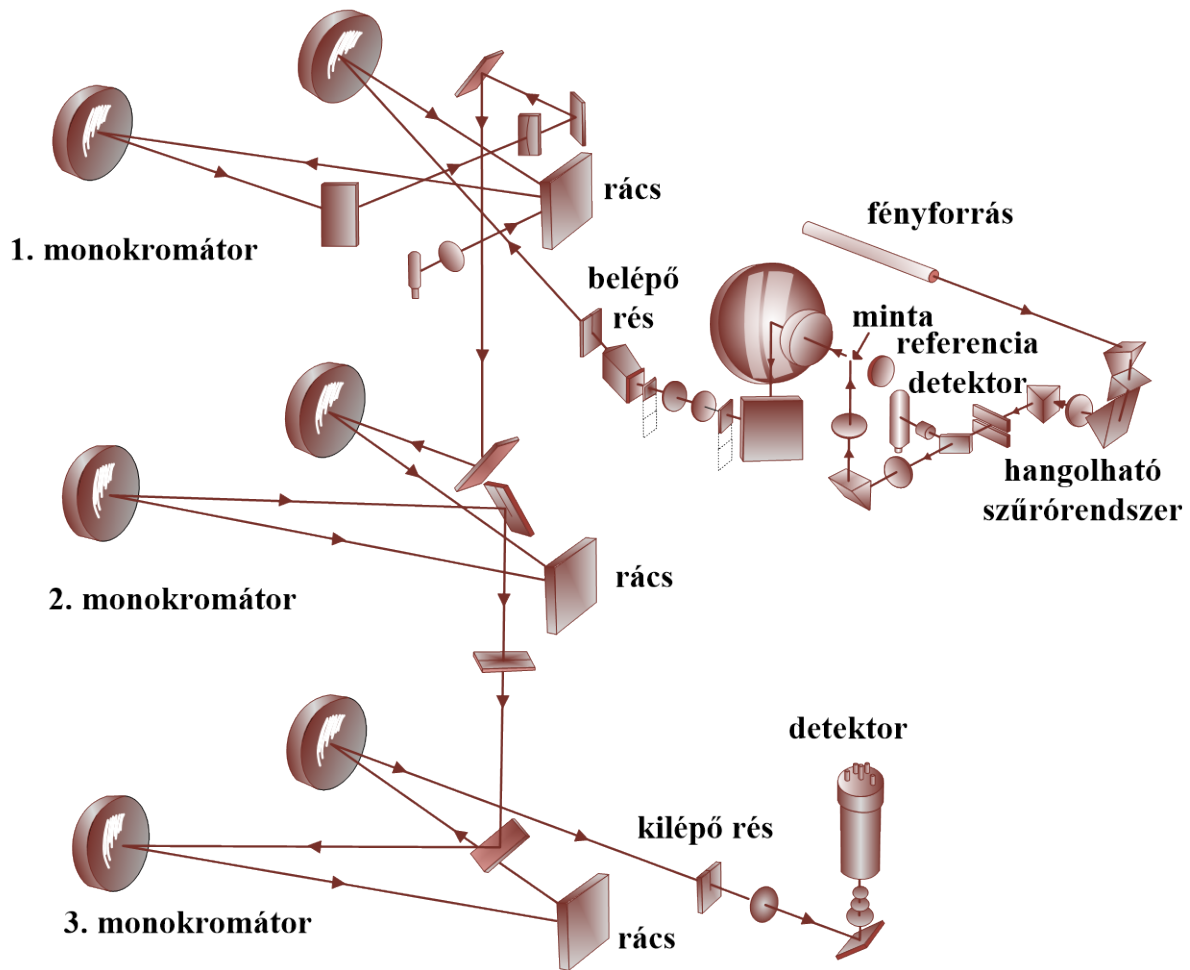 rács
fényforrás
1. monokromátor
belépő
rés
minta
referencia
detektor
hangolható
szűrórendszer
rács
2. monokromátor
detektor
kilépő rés
3. monokromátor
rács